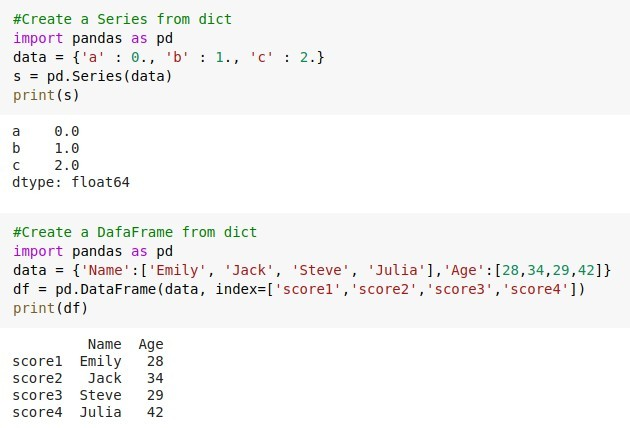 #Create a Series from dict
import pandas as pd
data = {'a' : 0., 'b' : 1., 'c' : 2.}
s = pd.Series(data)
print(s)
a    0.0
b    1.0
c    2.0
dtype: float64
#Create a DafaFrame from dict
import pandas as pd
data = {'Name':['Emily', 'Jack', 'Steve', 'Julia'],'Age':[28,34,29,42]}
df = pd.DataFrame(data, index=['score1','score2','score3','score4'])
print(df)
         Name  Age
score1  Emily   28
score2   Jack   34
score3  Steve   29
score4  Julia   42